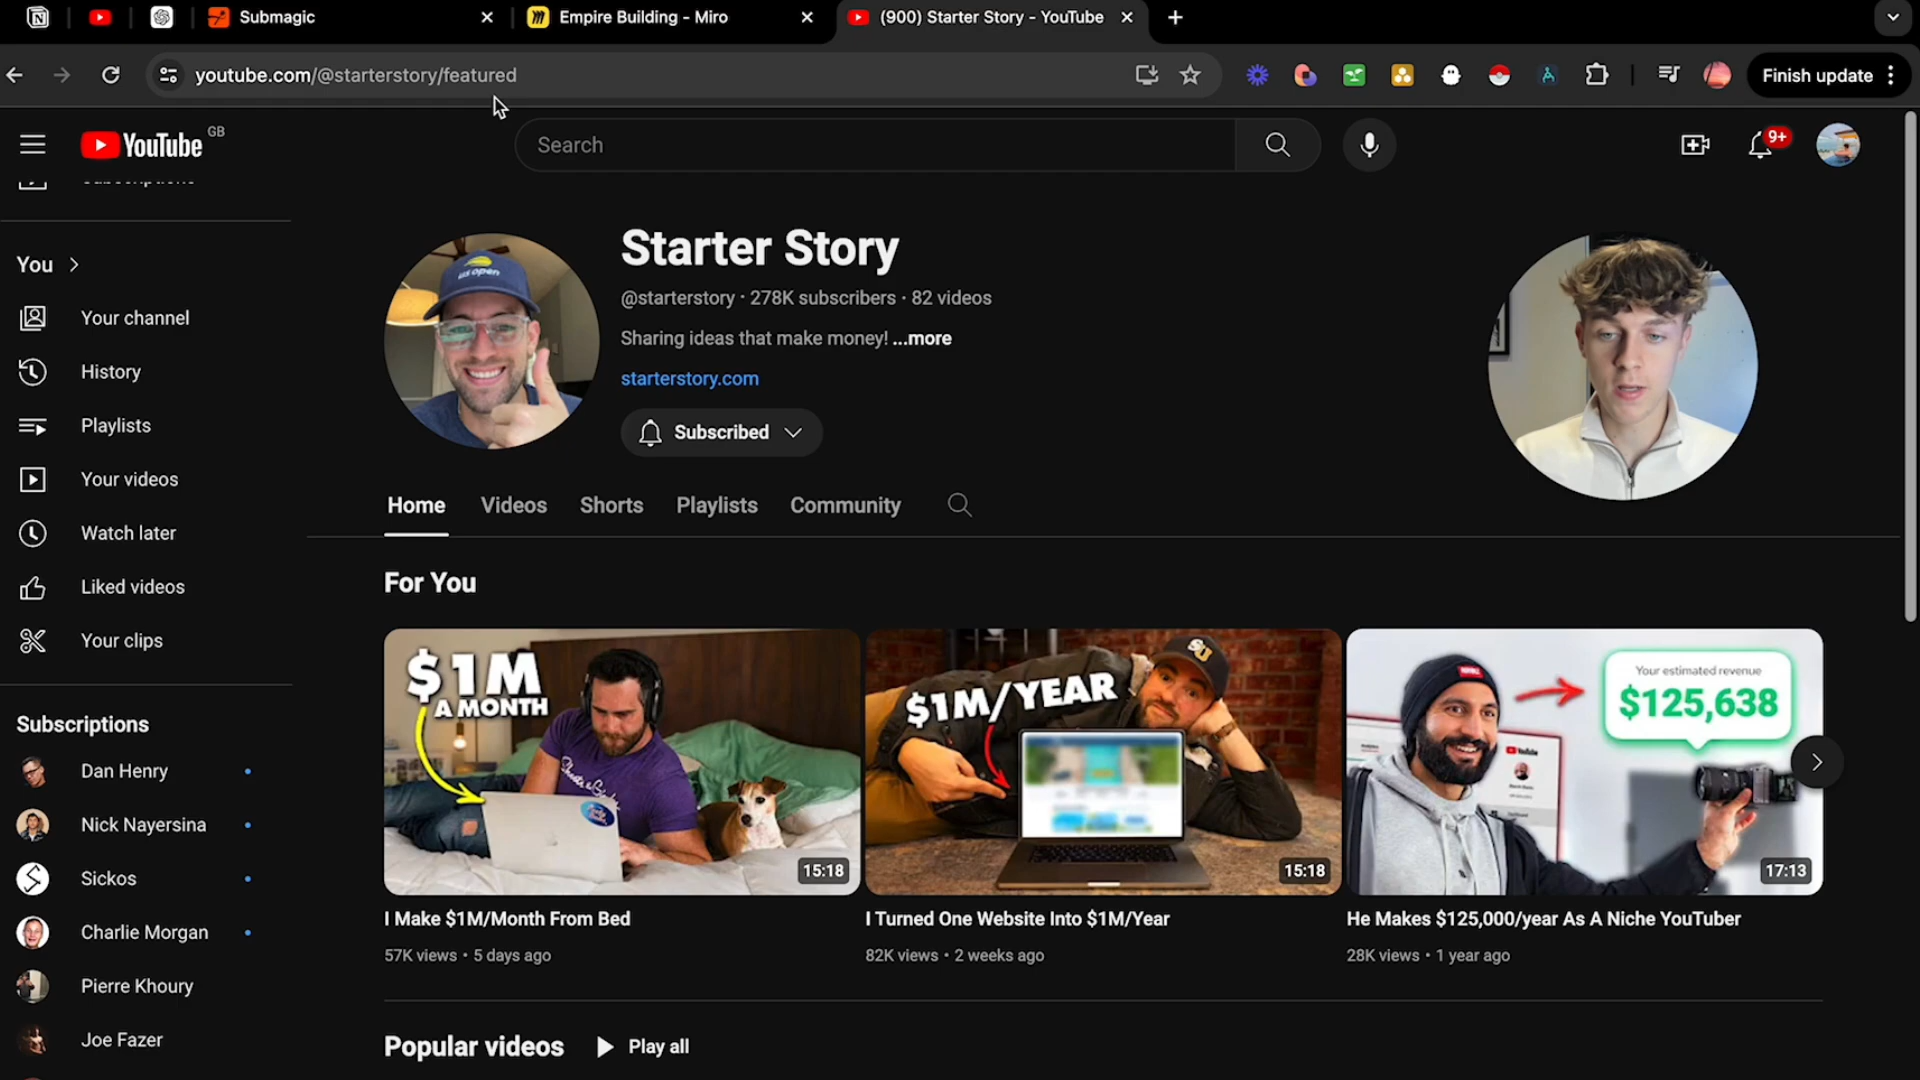 Submagic
Empire Building - Miro
(900) Starter Story - YouTube
youtube.com/@starterstory/featured
Finish update
YouTube GB
Search
9+
Subscriptions
You
Your channel
History
Playlists
Your videos
Watch later
Liked videos
Your clips
Subscriptions
Dan Henry
Nick Nayersina
Sickos
Charlie Morgan
Pierre Khoury
Joe Fazer
us open
Starter Story
@starterstory · 278K subscribers · 82 videos
Sharing ideas that make money! ...more
starterstory.com
Subscribed
Home
Videos
Shorts
Playlists
Community
For You
$1M
A MONTH
15:18
I Make $1M/Month From Bed
57K views · 5 days ago
SU
$1M/YEAR
15:18
I Turned One Website Into $1M/Year
82K views · 2 weeks ago
Your estimated revenue
$125,638
YouTube
17:13
He Makes $125,000/year As A Niche YouTuber
28K views · 1 year ago
Popular videos
Play all